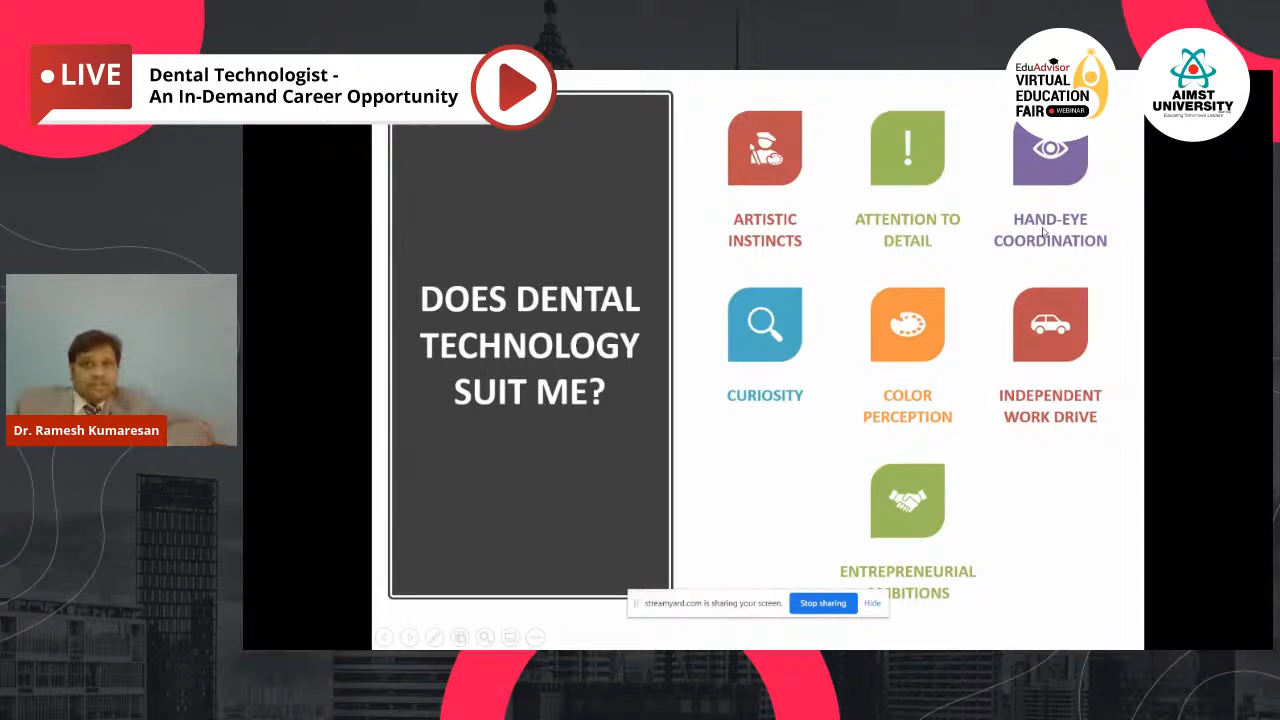 LIVE
Dental Technologist -
An In-Demand Career Opportunity
EduAdvisor
VIRTUAL
EDUCATION
FAIR
WEBINAR
AIMST
UNIVERSITY
Educating Tomorrow's Leaders
DOES DENTAL
TECHNOLOGY
SUIT ME?
ARTISTIC
INSTINCTS
ATTENTION TO
DETAIL
HAND-EYE
COORDINATION
CURIOSITY
COLOR
PERCEPTION
INDEPENDENT
WORK DRIVE
ENTREPRENEURIAL
Dr. Ramesh Kumaresan
streamyard.com is sharing your screen.
Stop sharing
Hide